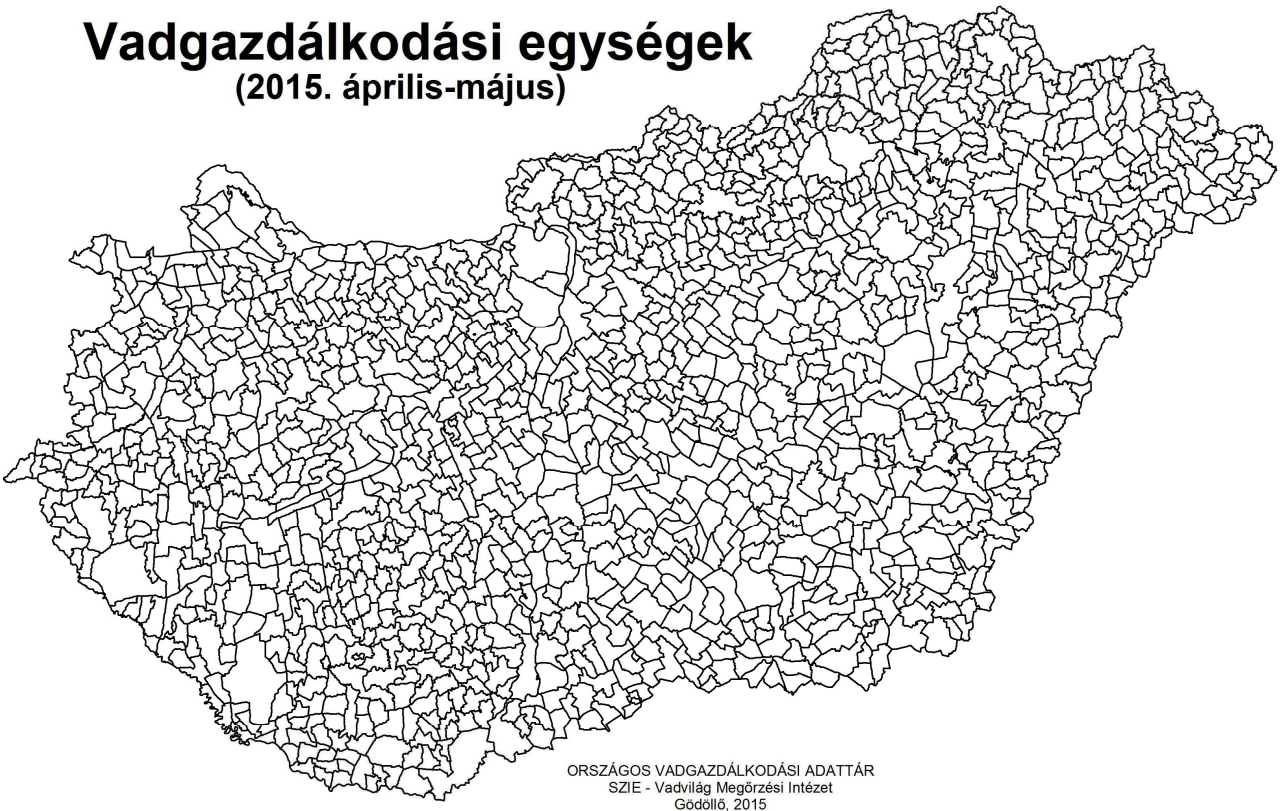 Vadgazdálkodási egységek
(2015. április-május)
ORSZÁGOS VADGAZDÁLKODÁSI ADATTÁR
SZIE - Vadvilág Megőrzési Intézet
Gödöllő, 2015